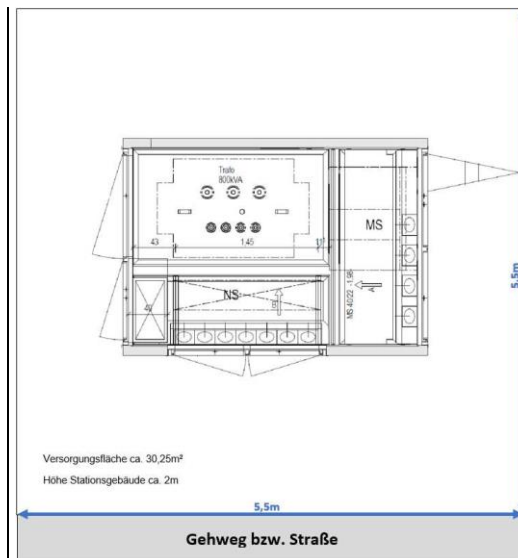 Trafo
800kVA
MS
43
1.45
11
NS
MS 40/22 - 1.95
A
5,5m
Versorgungsfläche ca. 30,25m²
Höhe Stationsgebäude ca. 2m
5,5m
Gehweg bzw. Straße